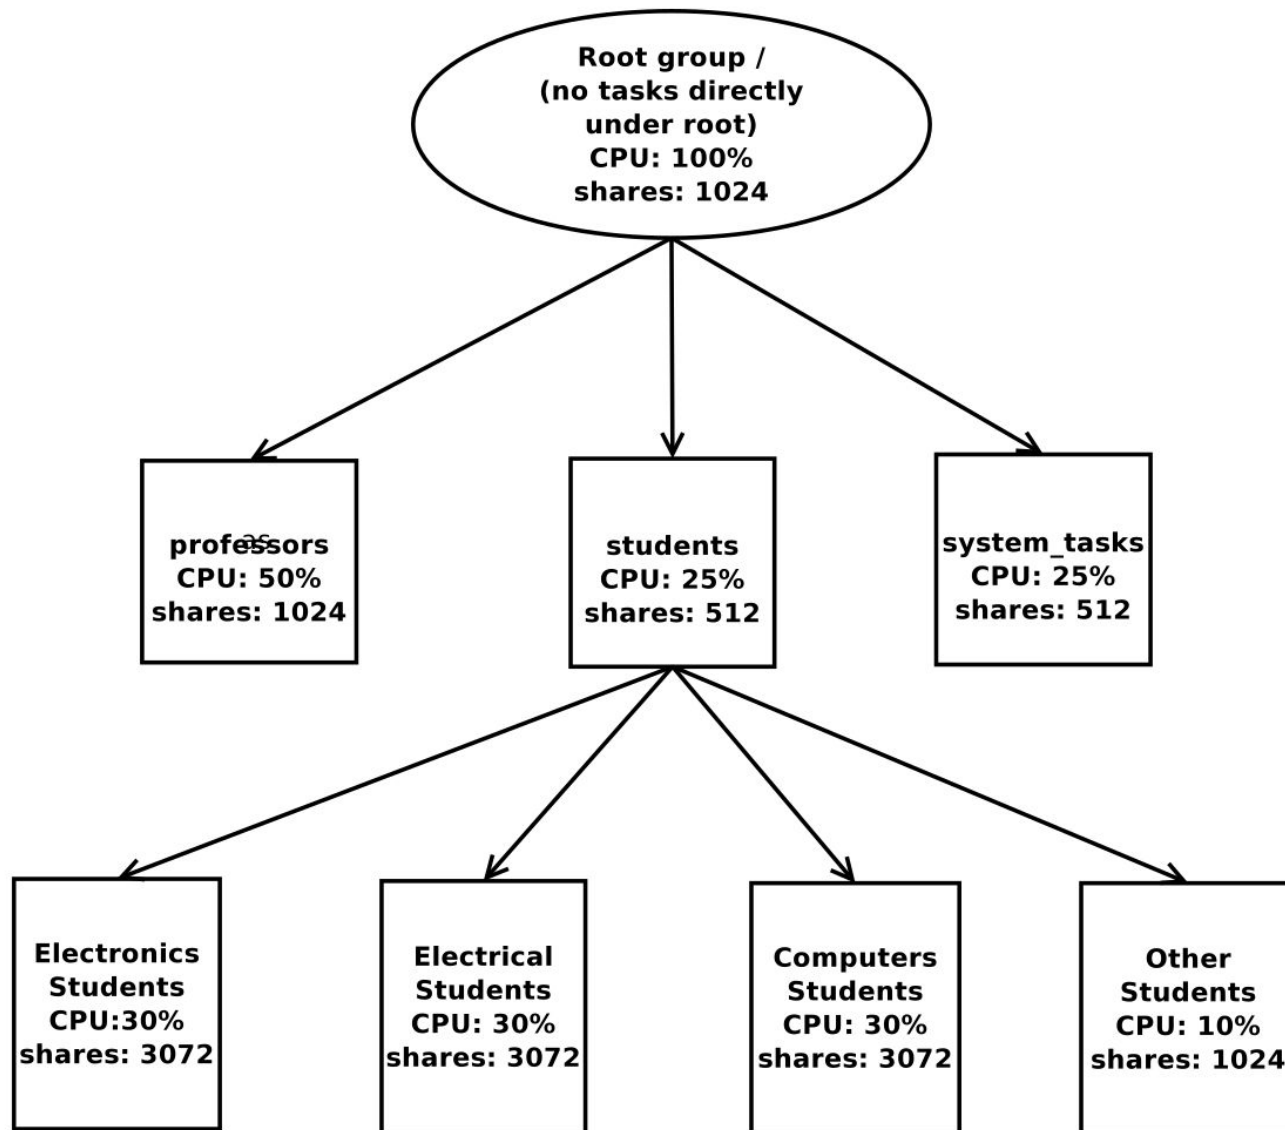 Root group /
(no tasks directly
under root)
CPU: 100%
shares: 1024
as
professors
CPU: 50%
shares: 1024
students
CPU: 25%
shares: 512
system_tasks
CPU: 25%
shares: 512
Electronics
Students
CPU:30%
shares: 3072
Electrical
Students
CPU: 30%
shares: 3072
Computers
Students
CPU: 30%
shares: 3072
Other
Students
CPU: 10%
shares: 1024